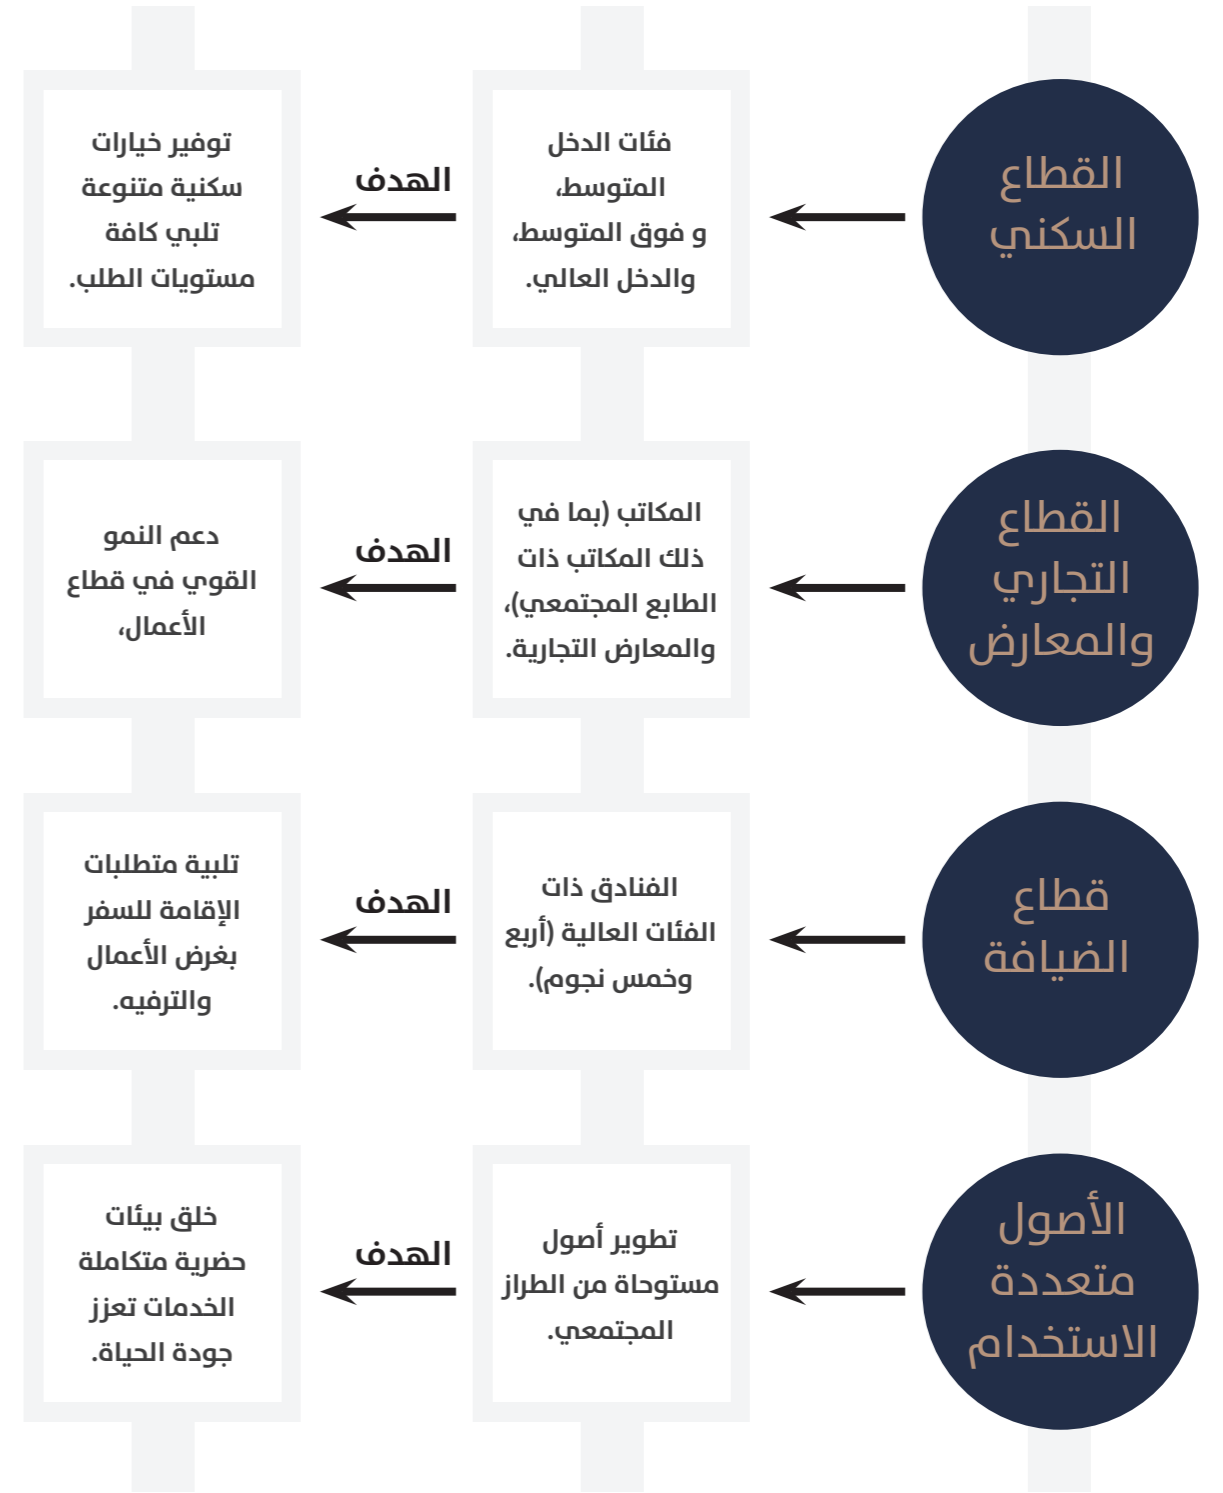 القطاع
السكني
فئات الدخل
المتوسط،
و فوق المتوسط،
والدخل العالي.
الهدف
توفير خيارات
سكنية متنوعة
تلبي كافة
مستويات الطلب.
القطاع
التجاري
والمعارض
المكاتب (بما في
ذلك المكاتب ذات
الطابع المجتمعي)،
والمعارض التجارية.
الهدف
دعم النمو
القوي في قطاع
الأعمال،
قطاع
الضيافة
الفنادق ذات
الفئات العالية (أربع
وخمس نجوم).
الهدف
تلبية متطلبات
الإقامة للسفر
بغرض الأعمال
والترفيه.
الأصول
متعددة
الاستخدام
تطوير أصول
مستوحاة من الطراز
المجتمعي.
الهدف
خلق بيئات
حضرية متكاملة
الخدمات تعزز
جودة الحياة.